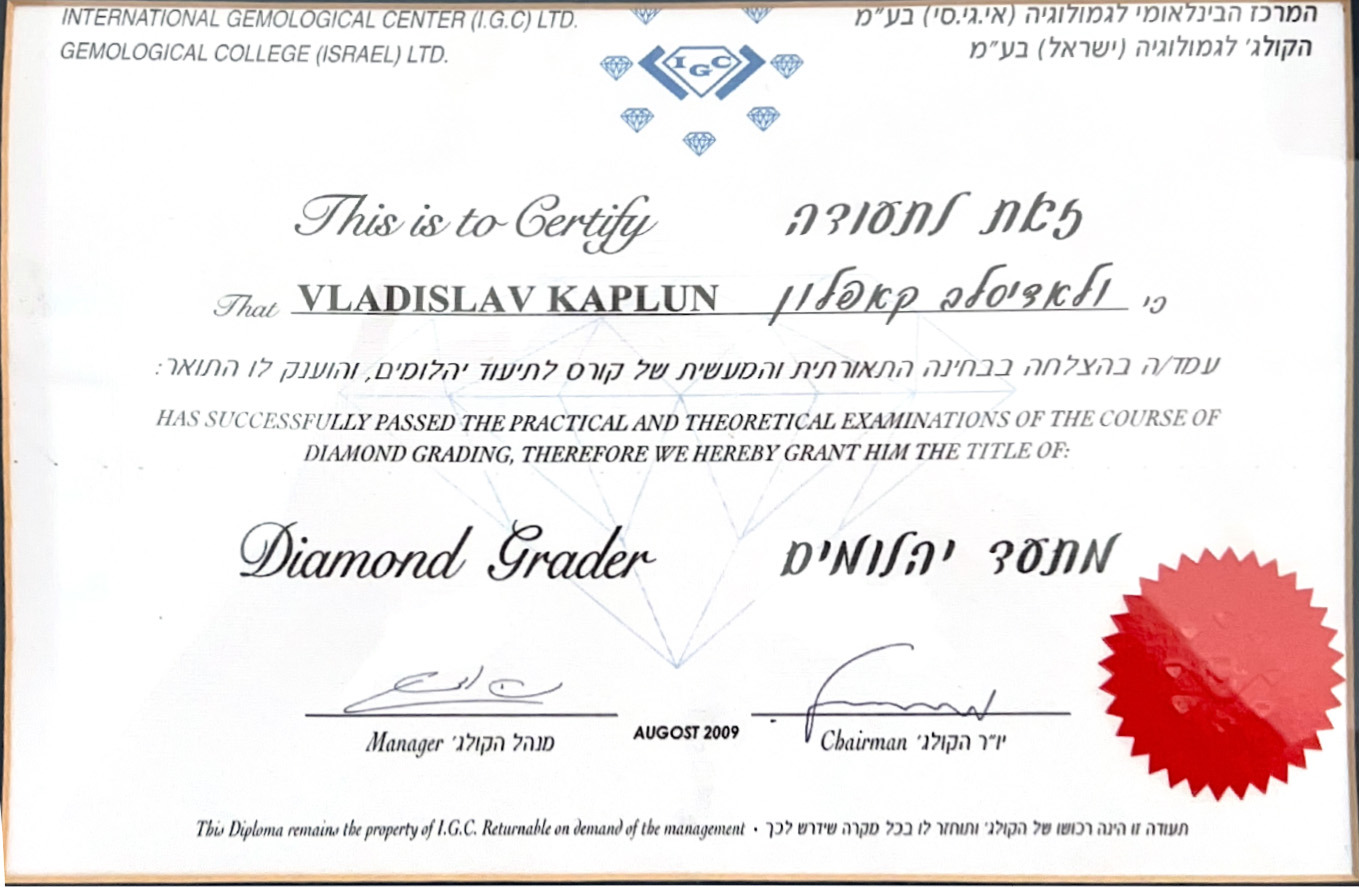 INTERNATIONAL GEMOLOGICAL CENTER (I.G.C) LTD.
המרכז הבינלאומי לגמולוגיה (אי.גי.סי) בע"מ
GEMOLOGICAL COLLEGE (ISRAEL) LTD.
הקולג' לגמולוגיה (ישראל) בע"מ
IGC
This is to Certify
זאת לתעודה
That VLADISLAV KAPLUN
כי ולאדיסלב קאפלון
עמד/ה בהצלחה בבחינה התאורתית והמעשית של קורס לתיעוד יהלומים, והוענק לו התואר:
HAS SUCCESSFULLY PASSED THE PRACTICAL AND THEORETICAL EXAMINATIONS OF THE COURSE OF
DIAMOND GRADING, THEREFORE WE HEREBY GRANT HIM THE TITLE OF:
Diamond Grader
מתעד יהלומים
Manager מנהל הקולג'
AUGOST 2009
Chairman יו"ר הקולג'
This Diploma remains the property of I.G.C. Returnable on demand of the management • תעודה זו הינה רכושו של הקולג' ותוחזר לו בכל מקרה שידרש לכך